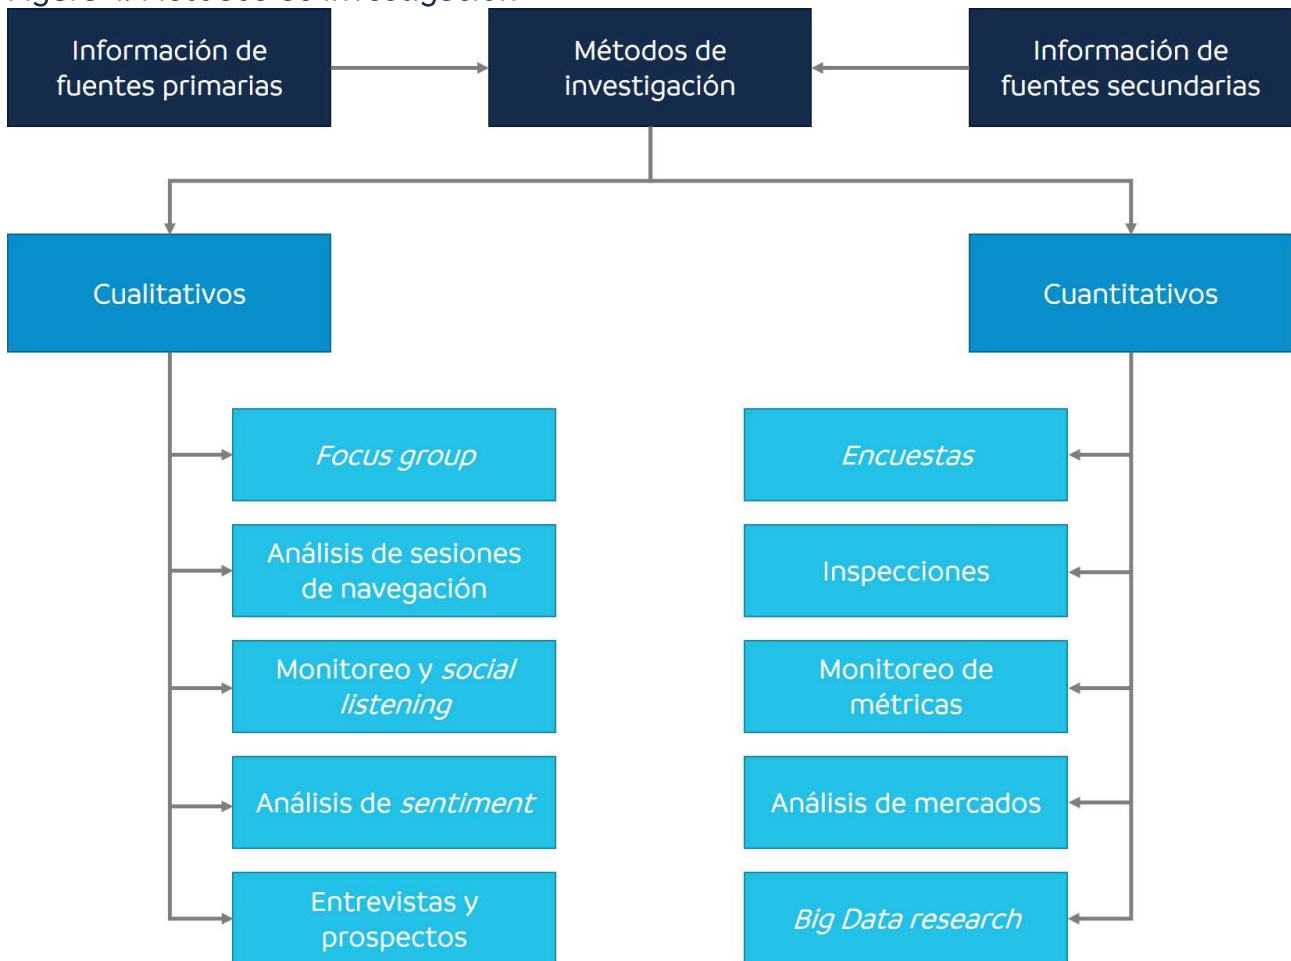 Información de
fuentes primarias
Métodos de
investigación
Información de
fuentes secundarias
Cualitativos
Cuantitativos
Focus group
Encuestas
Análisis de sesiones
de navegación
Inspecciones
Monitoreo y social
listening
Monitoreo de
métricas
Análisis de sentiment
Análisis de mercados
Entrevistas y
prospectos
Big Data research